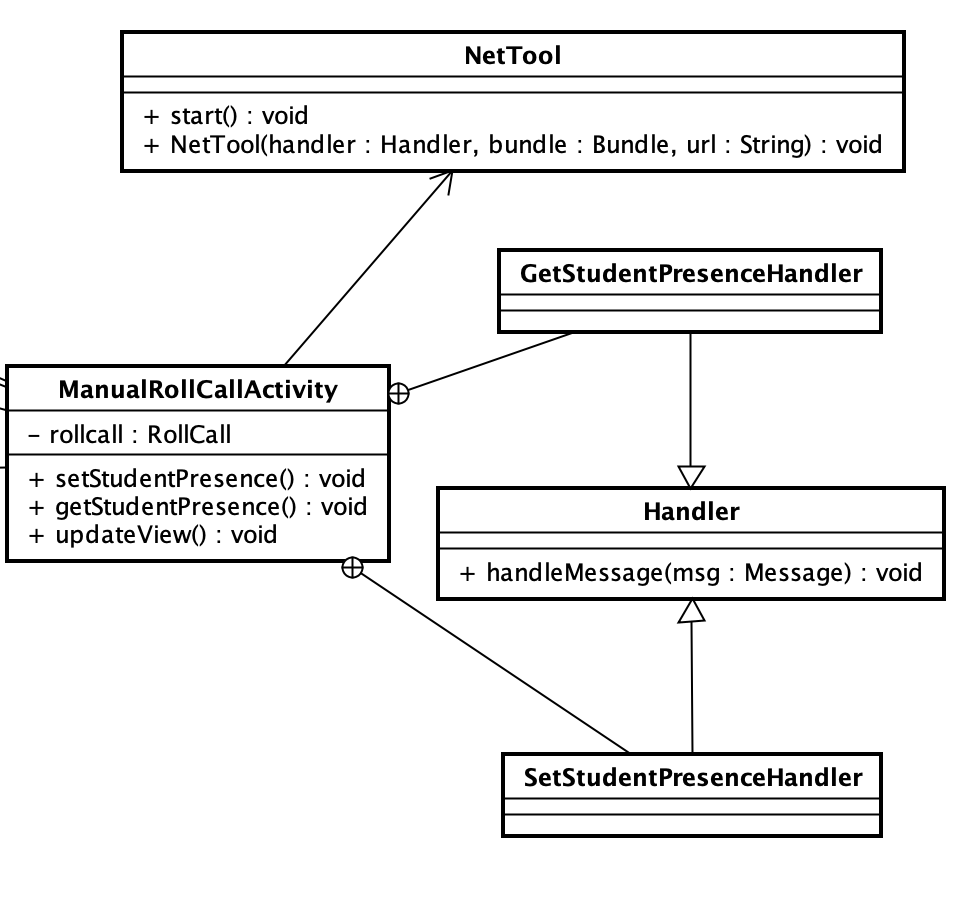 NetTool
+ start() : void
+ NetTool(handler : Handler, bundle : Bundle, url : String) : void
GetStudentPresenceHandler
ManualRollCallActivity
– rollcall : RollCall
+ setStudentPresence() : void
+ getStudentPresence() : void
+ updateView() : void
Handler
+ handleMessage(msg : Message) : void
SetStudentPresenceHandler